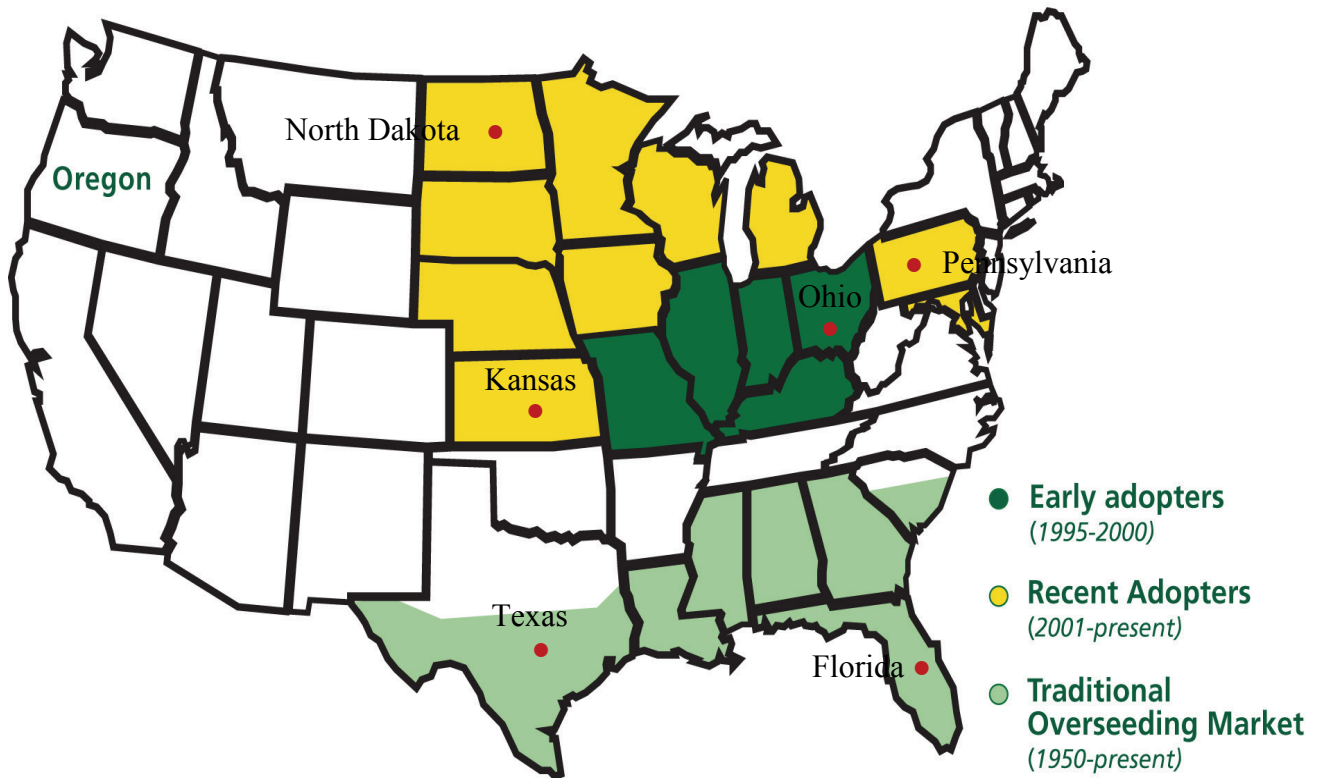 North Dakota
Oregon
Pennsylvania
Ohio
Kansas
Early adopters
(1995-2000)
Recent Adopters
(2001-present)
Texas
Florida
Traditional
Overseeding Market
(1950-present)